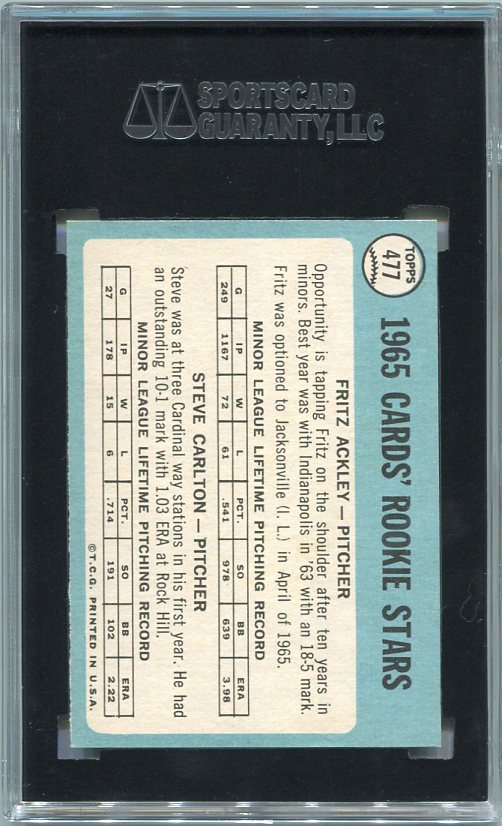 SPORTSCARD
GUARANTY, LLC
TOPPS
477
1965 CARDS' ROOKIE STARS
FRITZ ACKLEY — PITCHER
Opportunity is tapping Fritz on the shoulder after ten years in
minors. Best year was with Indianapolis in '63 with an 18-5 mark.
Fritz was optioned to Jacksonville (I. L.) in April of 1965.
MINOR LEAGUE LIFETIME PITCHING RECORD
G IP W L PCT. SO BB ERA
249 1167 72 61 .541 978 639 3.98
STEVE CARLTON — PITCHER
Steve was at three Cardinal way stations in his first year. He had
an outstanding 10-1 mark with 1.03 ERA at Rock Hill.
MINOR LEAGUE LIFETIME PITCHING RECORD
G IP W L PCT. SO BB ERA
27 178 15 6 .714 191 102 2.22
©T.C.G. PRINTED IN U.S.A.